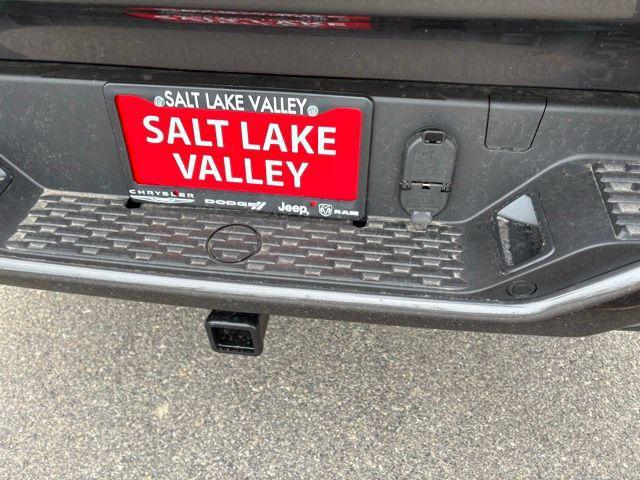 SALT LAKE VALLEY
SALT LAKE
VALLEY
CHRYSLER DODGE Jeep RAM